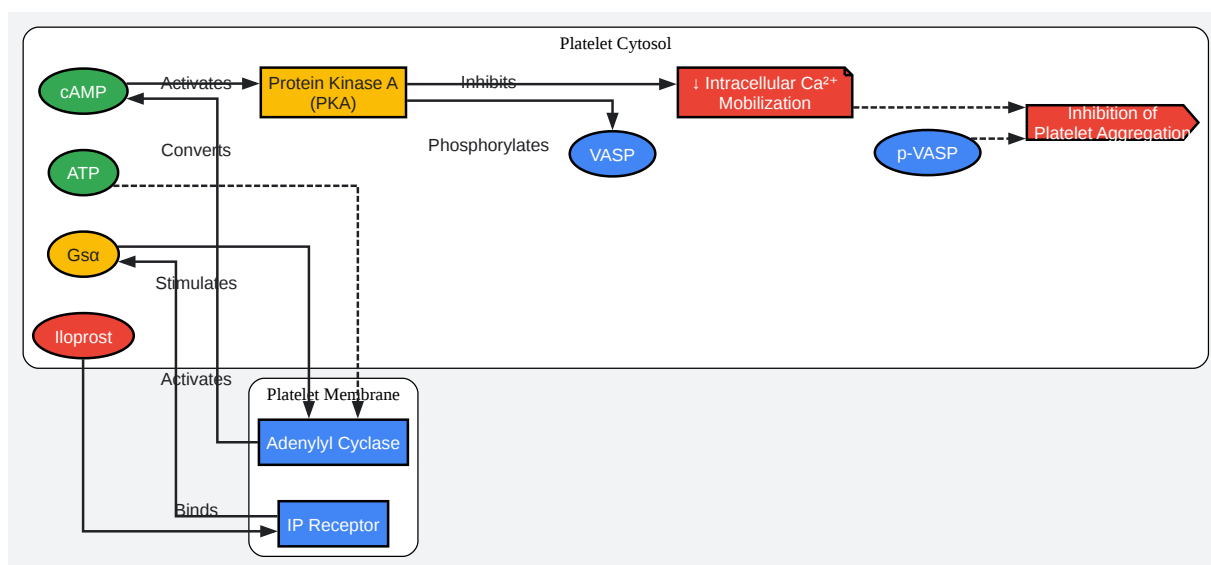 Platelet Cytosol
cAMP
Activates
Protein Kinase A
(PKA)
Inhibits
↓ Intracellular Ca²⁺
Mobilization
Inhibition of
Platelet Aggregation
Converts
Phosphorylates
VASP
p-VASP
ATP
Gsα
Stimulates
Iloprost
Activates
Platelet Membrane
Adenylyl Cyclase
Binds
IP Receptor